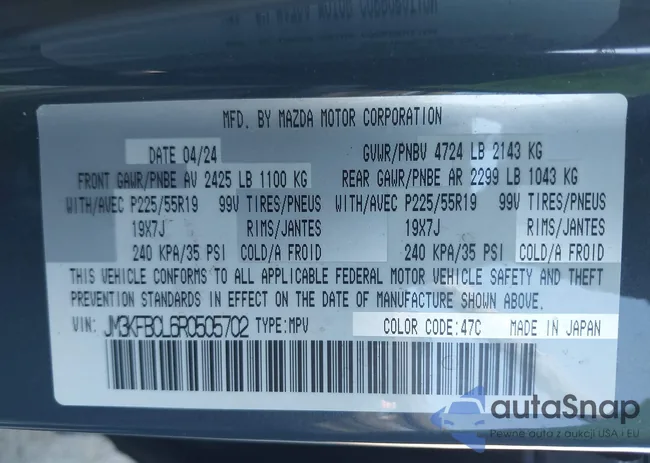 MFD. BY MAZDA MOTOR CORPORATION
DATE 04/24 GVWR/PNBV 4724 LB 2143 KG
FRONT GAWR/PNBE AV 2425 LB 1100 KG REAR GAWR/PNBE AR 2299 LB 1043 KG
WITH/AVEC P225/55R19 99V TIRES/PNEUS WITH/AVEC P225/55R19 99V TIRES/PNEUS
19X7J RIMS/JANTES 19X7J RIMS/JANTES
240 KPA/35 PSI COLD/A FROID 240 KPA/35 PSI COLD/A FROID
THIS VEHICLE CONFORMS TO ALL APPLICABLE FEDERAL MOTOR VEHICLE SAFETY AND THEFT
PREVENTION STANDARDS IN EFFECT ON THE DATE OF MANUFACTURE SHOWN ABOVE.
VIN: JM3KFBCL6R0505702 TYPE:MPV COLOR CODE:47C MADE IN JAPAN
autaSnap
Pewne auta z aukcji USA i EU